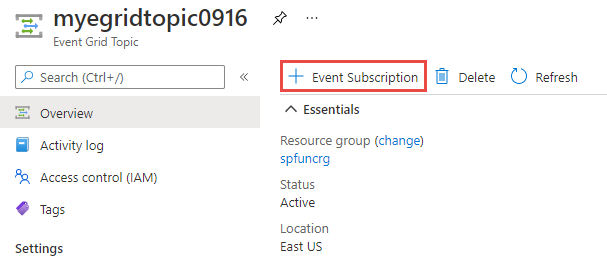 myegridtopic0916
Event Grid Topic
Search (Ctrl+/)
Overview
Activity log
Access control (IAM)
Tags
Settings
Event Subscription
Delete
Refresh
Essentials
Resource group (change)
spfuncrg
Status
Active
Location
East US